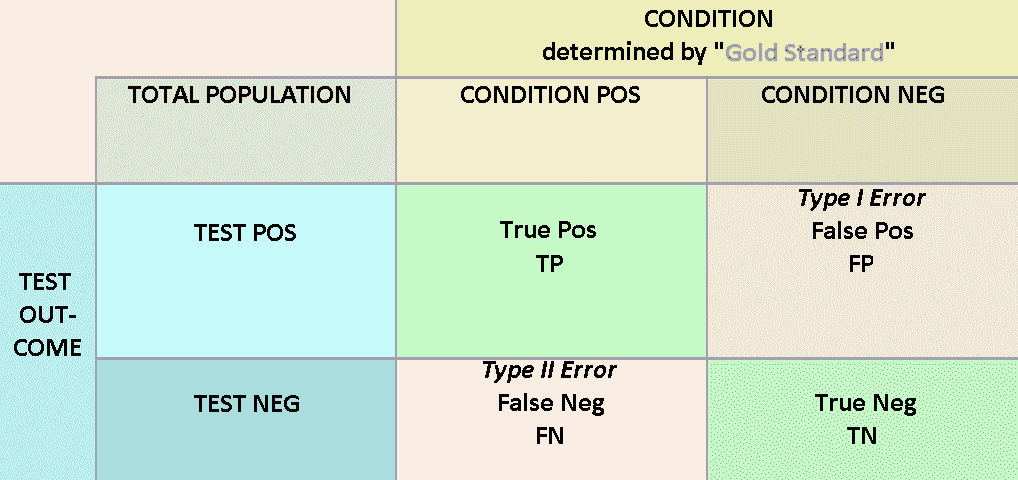 CONDITION
determined by "Gold Standard"
TOTAL POPULATION
CONDITION POS
CONDITION NEG
TEST
OUT-
COME
TEST POS
True Pos
TP
Type I Error
False Pos
FP
TEST NEG
Type II Error
False Neg
FN
True Neg
TN